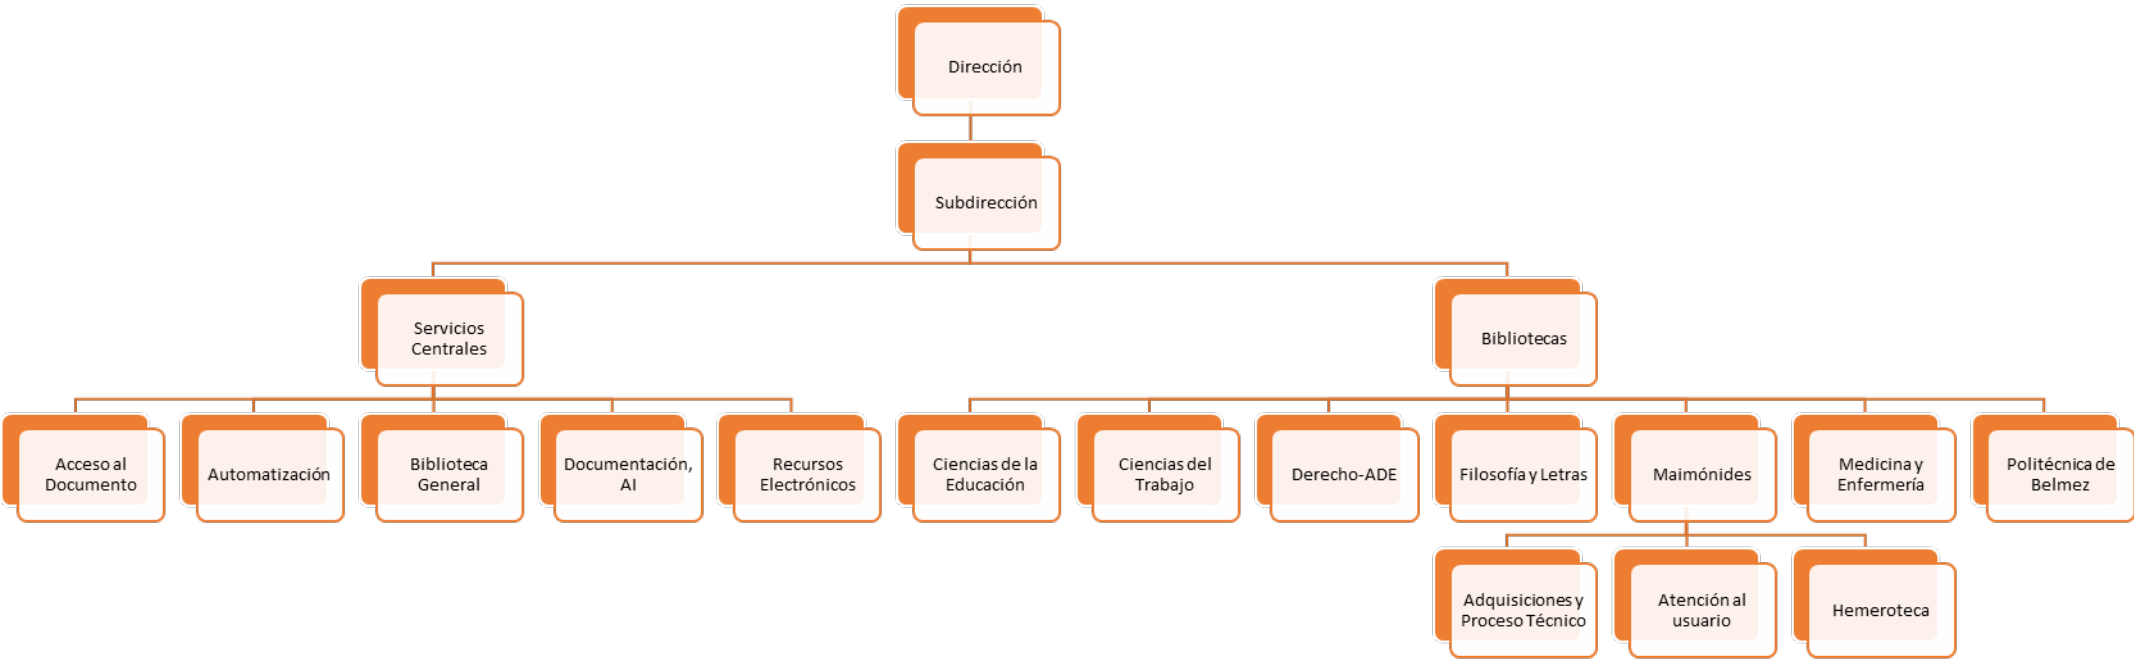 Dirección
Subdirección
Servicios
Centrales
Bibliotecas
Acceso al
Documento
Automatización
Biblioteca
General
Documentación,
AI
Recursos
Electrónicos
Ciencias de la
Educación
Ciencias del
Trabajo
Derecho-ADE
Filosofía y Letras
Maimónides
Medicina y
Enfermería
Politécnica de
Belmez
Adquisiciones y
Proceso Técnico
Atención al
usuario
Hemeroteca